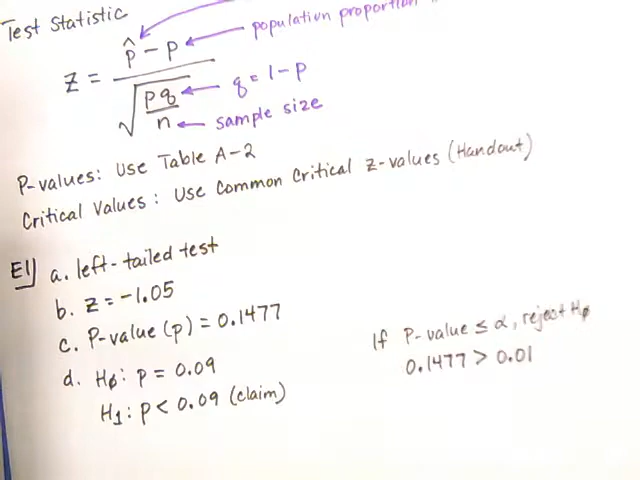 Test Statistic
population proportion
z = p̂ - p / √(pq/n)
q = 1 - p
sample size
P-values: Use Table A-2
Critical Values: Use Common Critical z-values (Handout)
E1) a. left-tailed test
b. z = -1.05
c. P-value (p) = 0.1477
d. H₀: p = 0.09
H₁: p < 0.09 (claim)
If P-value ≤ α, reject H₀
0.1477 > 0.01